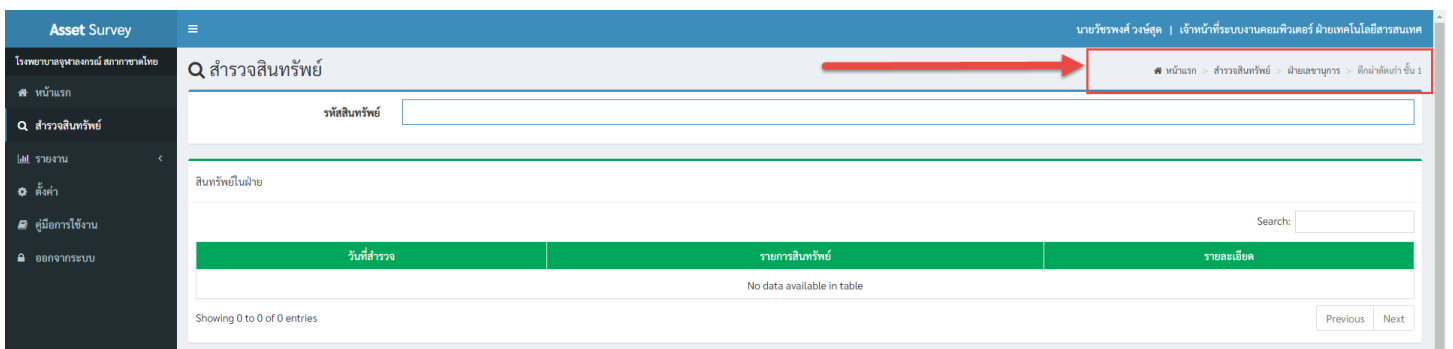 Asset Survey
นายวัชรพงศ์ วงษ์สุด | เจ้าหน้าที่ระบบงานคอมพิวเตอร์ ฝ่ายเทคโนโลยีสารสนเทศ
โรงพยาบาลจุฬาลงกรณ์ สภากาชาดไทย
สำรวจสินทรัพย์
หน้าแรก > สำรวจสินทรัพย์ > ฝ่ายเลขานุการ > ตึกผ่าตัดเก่า ชั้น 1
หน้าแรก
สำรวจสินทรัพย์
รายงาน
ตั้งค่า
คู่มือการใช้งาน
ออกจากระบบ
รหัสสินทรัพย์
สินทรัพย์ในฝ่าย
Search:
วันที่สำรวจ รายการสินทรัพย์ รายละเอียด
No data available in table
Showing 0 to 0 of 0 entries
Previous Next